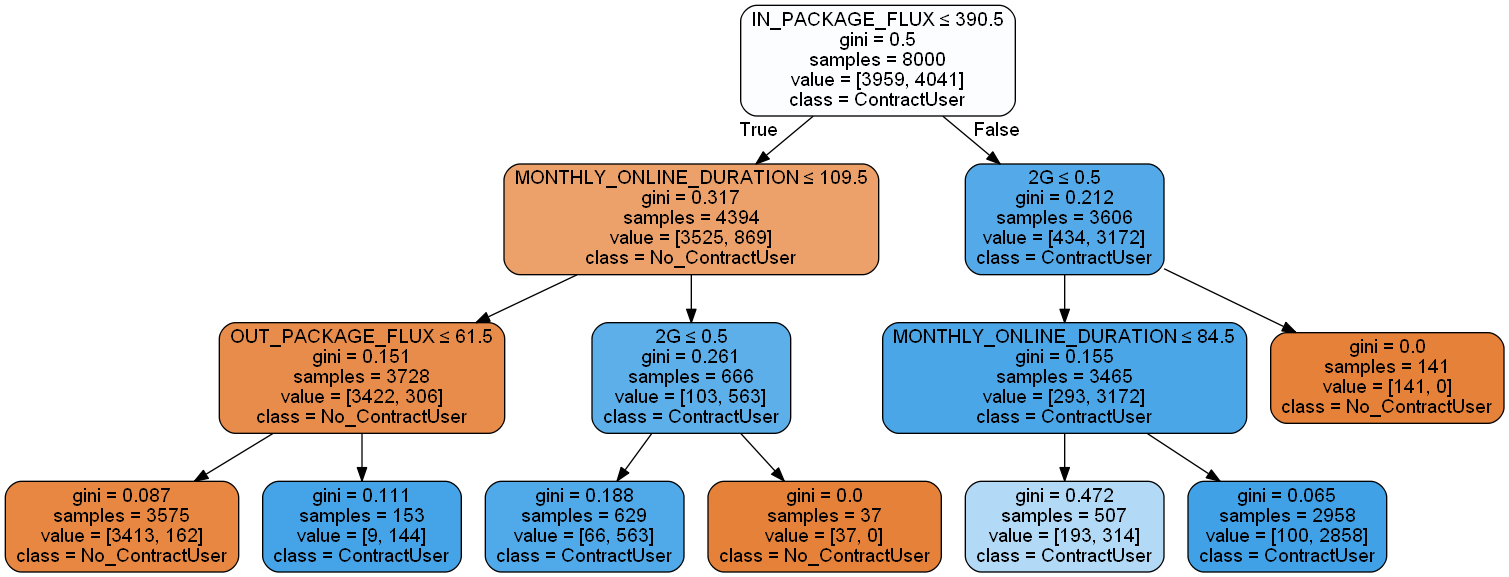 IN_PACKAGE_FLUX ≤ 390.5
gini = 0.5
samples = 8000
value = [3959, 4041]
class = ContractUser
True
False
MONTHLY_ONLINE_DURATION ≤ 109.5
gini = 0.317
samples = 4394
value = [3525, 869]
class = No_ContractUser
2G ≤ 0.5
gini = 0.212
samples = 3606
value = [434, 3172]
class = ContractUser
OUT_PACKAGE_FLUX ≤ 61.5
gini = 0.151
samples = 3728
value = [3422, 306]
class = No_ContractUser
2G ≤ 0.5
gini = 0.261
samples = 666
value = [103, 563]
class = ContractUser
MONTHLY_ONLINE_DURATION ≤ 84.5
gini = 0.155
samples = 3465
value = [293, 3172]
class = ContractUser
gini = 0.0
samples = 141
value = [141, 0]
class = No_ContractUser
gini = 0.087
samples = 3575
value = [3413, 162]
class = No_ContractUser
gini = 0.111
samples = 153
value = [9, 144]
class = ContractUser
gini = 0.188
samples = 629
value = [66, 563]
class = ContractUser
gini = 0.0
samples = 37
value = [37, 0]
class = No_ContractUser
gini = 0.472
samples = 507
value = [193, 314]
class = ContractUser
gini = 0.065
samples = 2958
value = [100, 2858]
class = ContractUser